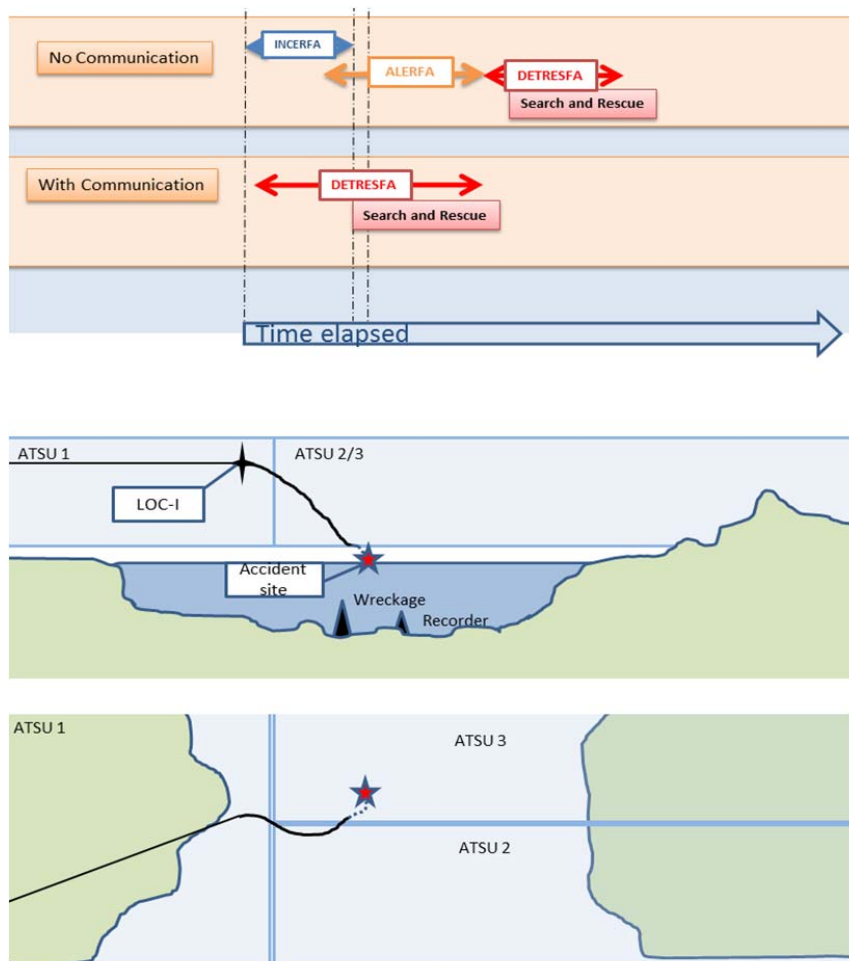 INCERFA
No Communication
ALERFA
DETRESFA
Search and Rescue
With Communication
DETRESFA
Search and Rescue
Time elapsed
ATSU 1
ATSU 2/3
LOC-I
Accident
site
Wreckage
Recorder
ATSU 1
ATSU 3
ATSU 2